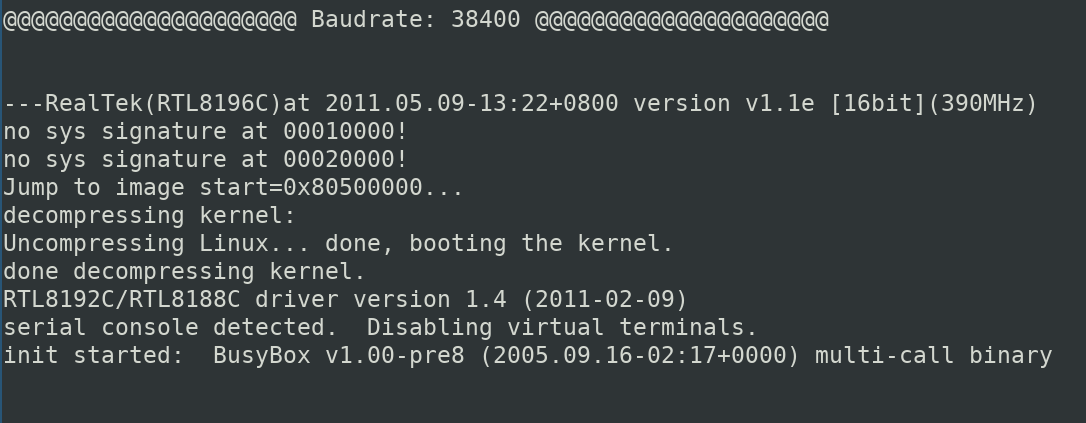 @@@@@@@@@@@@@@@@@@@@@ Baudrate: 38400 @@@@@@@@@@@@@@@@@@@@@
---RealTek(RTL8196C)at 2011.05.09-13:22+0800 version v1.1e [16bit](390MHz)
no sys signature at 00010000!
no sys signature at 00020000!
Jump to image start=0x80500000...
decompressing kernel:
Uncompressing Linux... done, booting the kernel.
done decompressing kernel.
RTL8192C/RTL8188C driver version 1.4 (2011-02-09)
serial console detected.  Disabling virtual terminals.
init started:  BusyBox v1.00-pre8 (2005.09.16-02:17+0000) multi-call binary